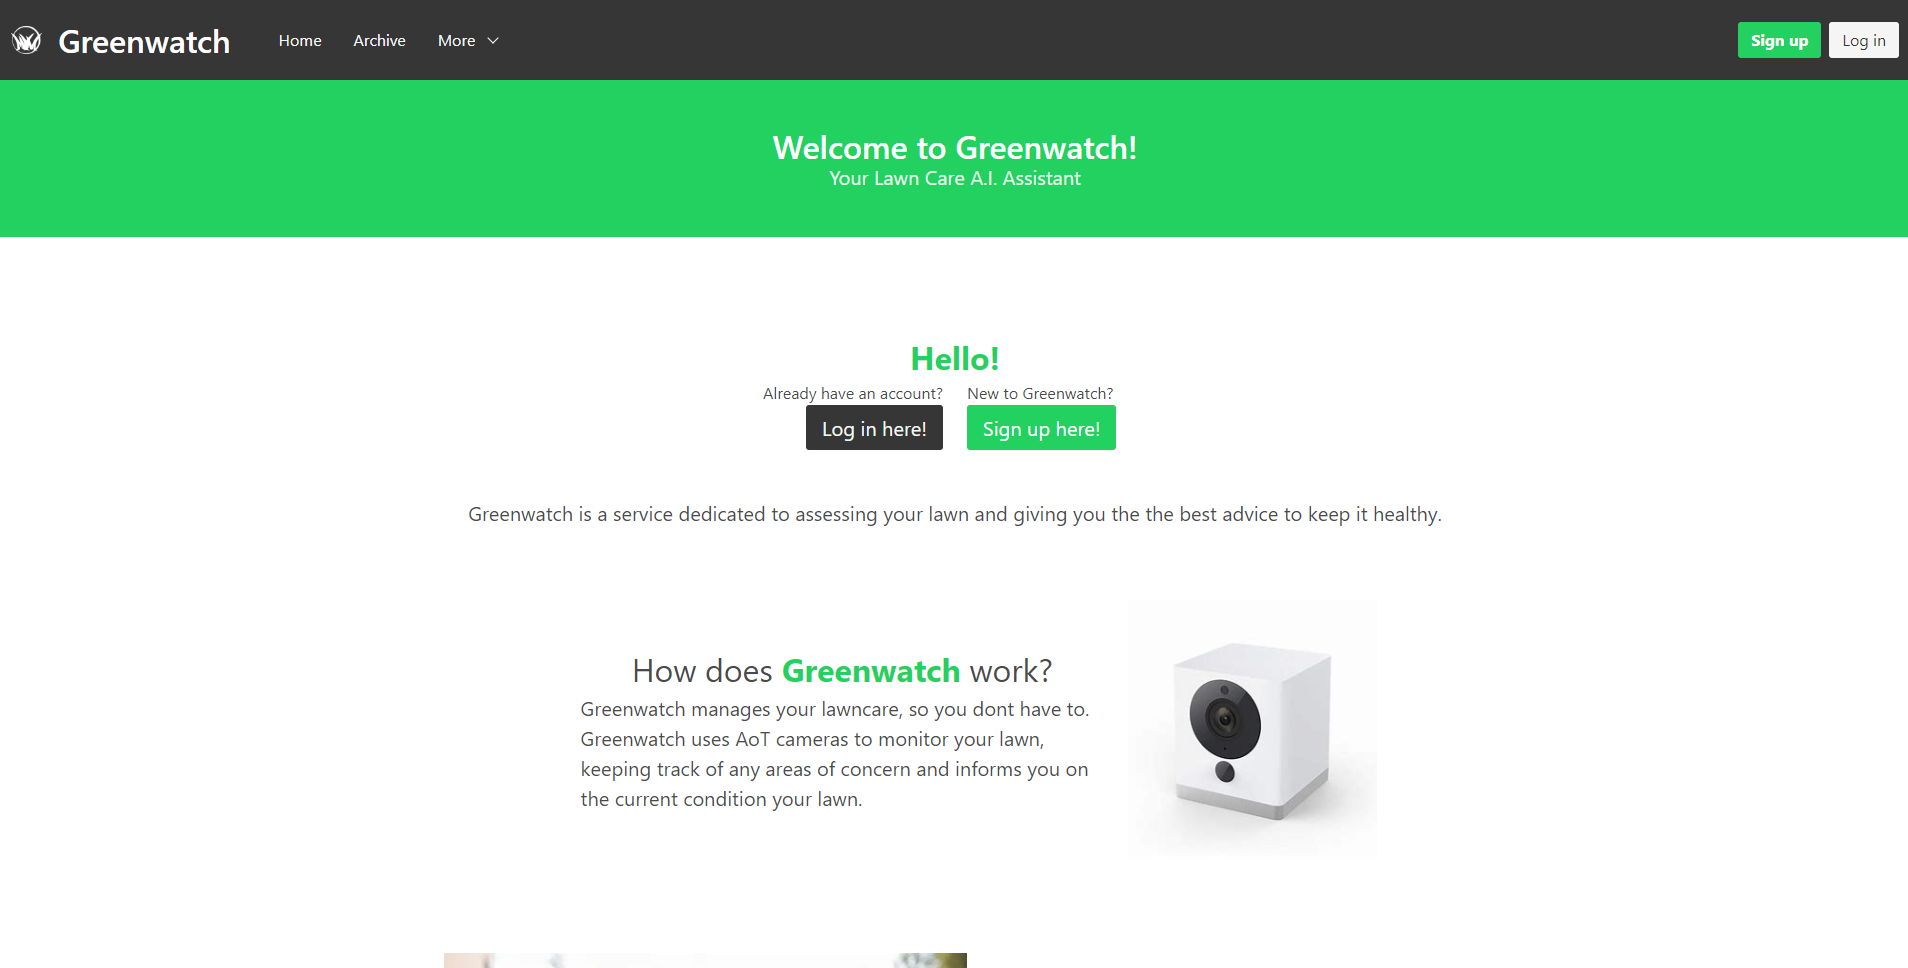 Greenwatch
Home
Archive
More
Sign up
Log in
Welcome to Greenwatch!
Your Lawn Care A.I. Assistant
Hello!
Already have an account?
Log in here!
New to Greenwatch?
Sign up here!
Greenwatch is a service dedicated to assessing your lawn and giving you the the best advice to keep it healthy.
How does Greenwatch work?
Greenwatch manages your lawncare, so you dont have to.
Greenwatch uses AoT cameras to monitor your lawn,
keeping track of any areas of concern and informs you on
the current condition your lawn.